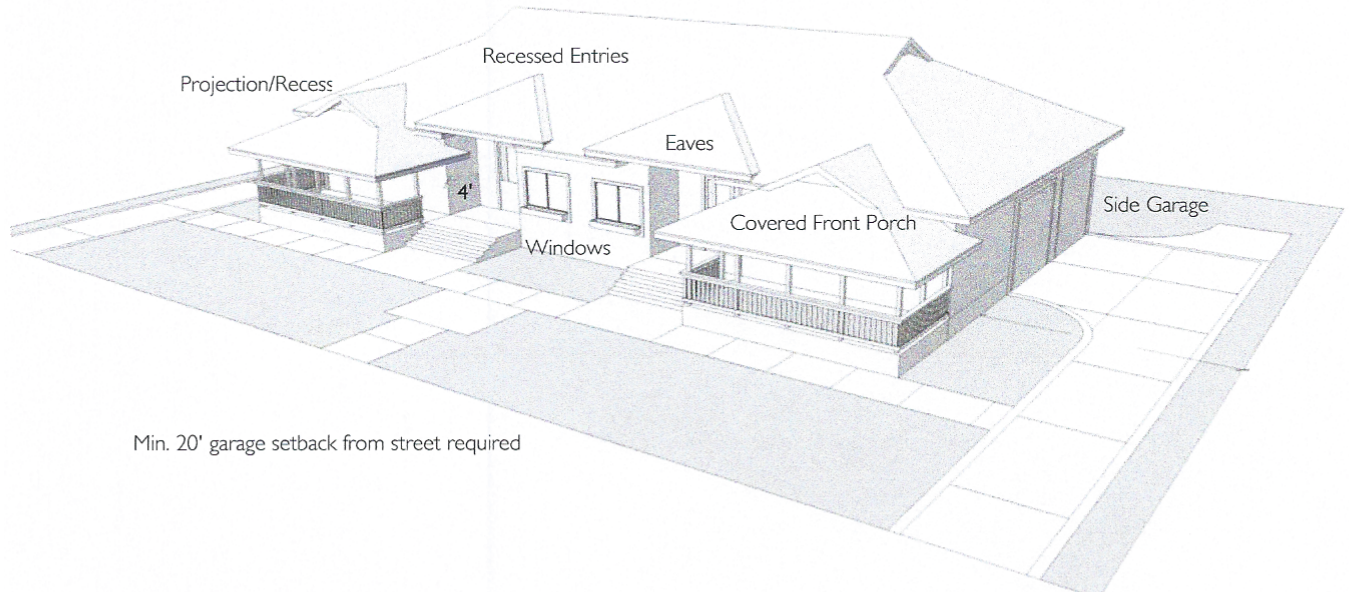 Recessed Entries
Projection/Recess
Eaves
4'
Side Garage
Covered Front Porch
Windows
Min. 20' garage setback from street required